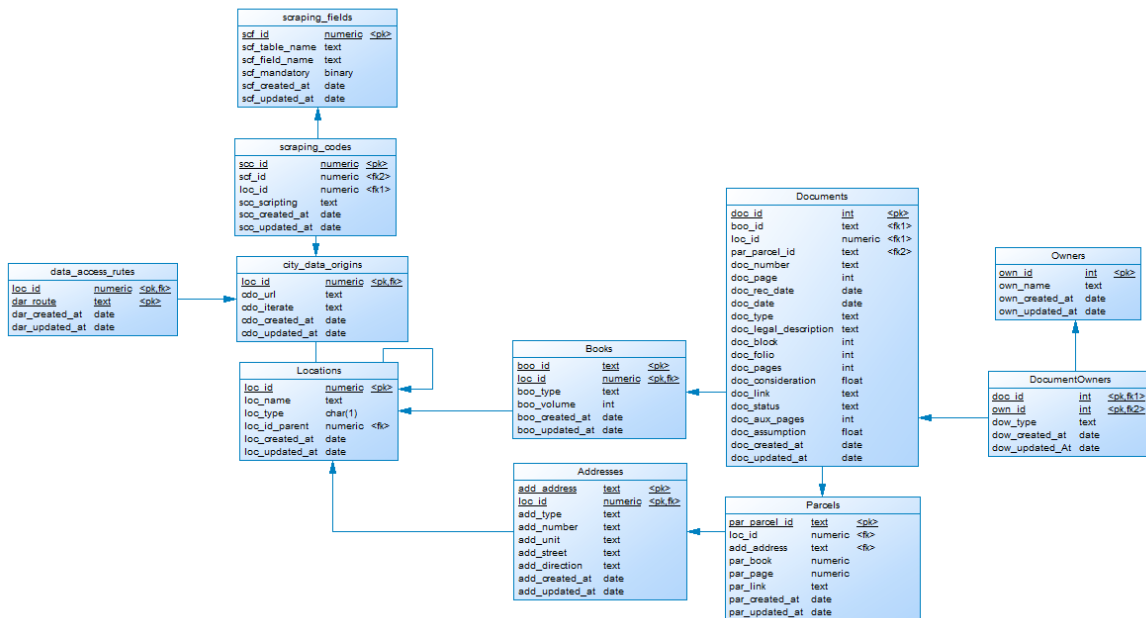 scraping_fields
scf_id numeric <pk>
scf_table_name text
scf_field_name text
scf_mandatory binary
scf_created_at date
scf_updated_at date
scraping_codes
scc_id numeric <pk>
scf_id numeric <fk2>
loc_id numeric <fk1>
scc_scripting text
scc_created_at date
scc_updated_at date
data_access_rutes
loc_id numeric <pk,fk>
dar_route text <pk>
dar_created_at date
dar_updated_at date
city_data_origins
loc_id numeric <pk,fk>
cdo_url text
cdo_iterate text
cdo_created_at date
cdo_updated_at date
Locations
loc_id numeric <pk>
loc_name text
loc_type char(1)
loc_id_parent numeric <fk>
loc_created_at date
loc_updated_at date
Books
boo_id text <pk>
loc_id numeric <pk,fk>
boo_type text
boo_volume int
boo_created_at date
boo_updated_at date
Addresses
add_address text <pk>
loc_id numeric <pk,fk>
add_type text
add_number text
add_unit text
add_street text
add_direction text
add_created_at date
add_updated_at date
Documents
doc_id int <pk>
boo_id text <fk1>
loc_id numeric <fk1>
par_parcel_id text <fk2>
doc_number text
doc_page int
doc_rec_date date
doc_date date
doc_type text
doc_legal_description text
doc_block int
doc_folio int
doc_pages int
doc_consideration float
doc_link text
doc_status text
doc_aux_pages int
doc_assumption float
doc_created_at date
doc_updated_at date
Parcels
par_parcel_id text <pk>
loc_id numeric <fk>
add_address text <fk>
par_book numeric
par_page numeric
par_link text
par_created_at date
par_updated_at date
Owners
own_id int <pk>
own_name text
own_created_at date
own_updated_at date
DocumentOwners
doc_id int <pk,fk1>
own_id int <pk,fk2>
dow_type text
dow_created_at date
dow_updated_At date